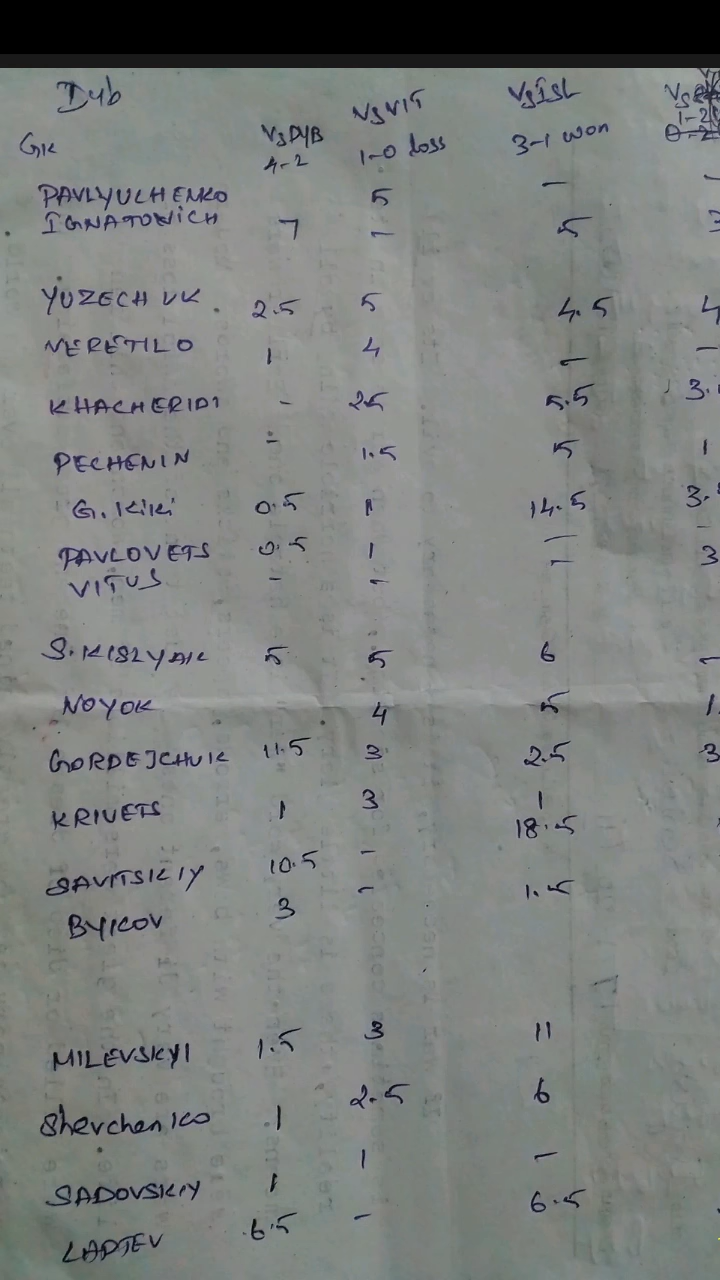 Dyb
GK VsDYB VsVIT VsISL Vs
4-2 1-0 loss 3-1 won 1-2
PAVLYUCHENKO 5 - -
IGNATOWICH 7 - 5 3
YUZECHUK . 2.5 5 4.5 4
NERETILO 1 4 - -
KHACHERIDI - 2.5 5.5 3.
PECHENIN - 1.5 5 1
G. KiKi 0.5 1 14.5 3.
PAVLOVETS 0.5 1 - 3
VITUS - - -
S. KISLYAK 5 5 6 -
NOYOK 4 5 1
GORDEJCHUK 11.5 3 2.5 3
KRIVETS 1 3 1
SAVITSKIY 10.5 - 18.5
BYKOV 3 - 1.5
MILEVSKYI 1.5 3 11
Shevchenko 1 2.5 6
SADOVSKIY 1 1 -
LAPTEV 6.5 - 6.5